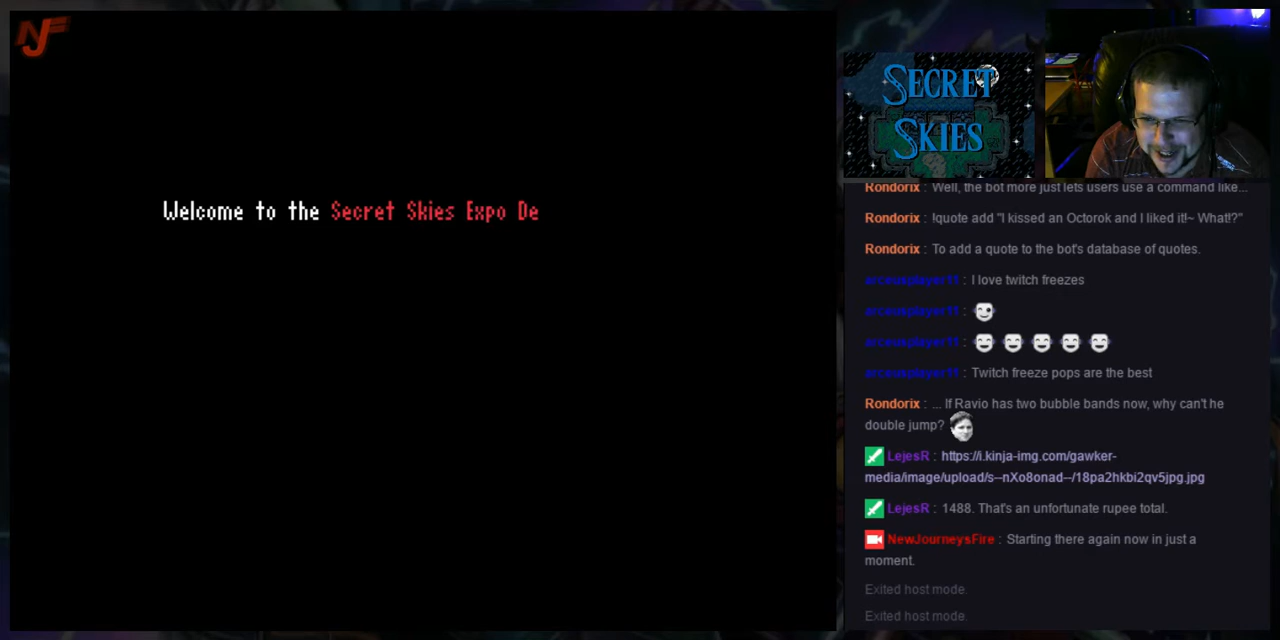 NJF
Welcome to the Secret Skies Expo De
SECRET
SKIES
Rondorix : Well, the bot more just lets users use a command like...
Rondorix : !quote add "I kissed an Octorok and I liked it!~ What!?"
Rondorix : To add a quote to the bot's database of quotes.
arceusplayer11 : I love twitch freezes
arceusplayer11 :
arceusplayer11 :
arceusplayer11 : Twitch freeze pops are the best
Rondorix : ... If Ravio has two bubble bands now, why can't he
double jump?
LejesR : https://i.kinja-img.com/gawker-
media/image/upload/s--nXo8onad--/18pa2hkbi2qv5jpg.jpg
LejesR : 1488. That's an unfortunate rupee total.
NewJourneysFire : Starting there again now in just a
moment.
Exited host mode.
Exited host mode.